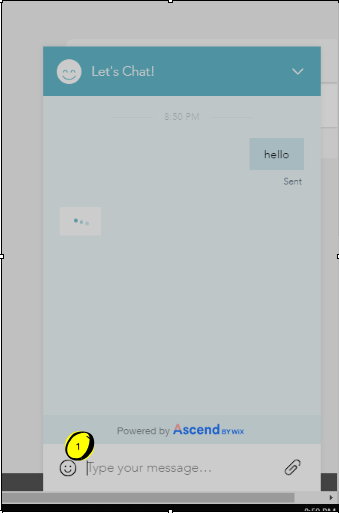 Let's Chat!
8:50 PM
hello
Sent
Powered by Ascend BY WIX
1
Type your message...